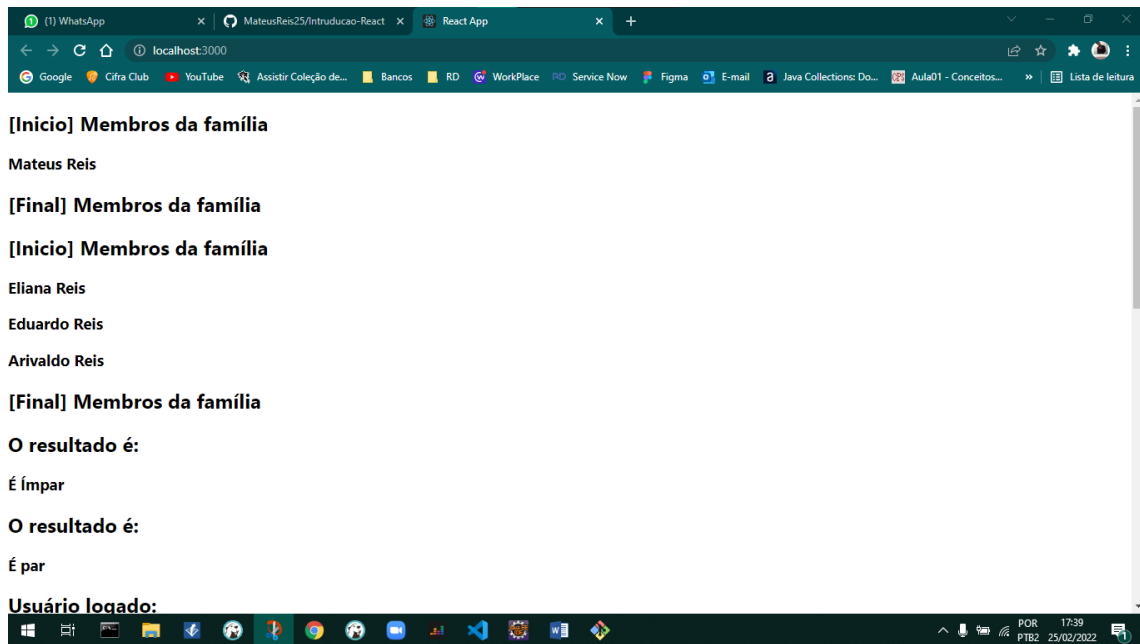 (1) WhatsApp
MateusReis25/Intruducao-React
React App
localhost:3000
Google Cifra Club YouTube Assistir Coleção de... Bancos RD WorkPlace RD Service Now Figma E-mail Java Collections: Do... Aula01 - Conceitos... » Lista de leitura
[Inicio] Membros da família
Mateus Reis
[Final] Membros da família
[Inicio] Membros da família
Eliana Reis
Eduardo Reis
Arivaldo Reis
[Final] Membros da família
O resultado é:
É Ímpar
O resultado é:
É par
Usuário logado:
POR 17:39
PTB2 25/02/2022